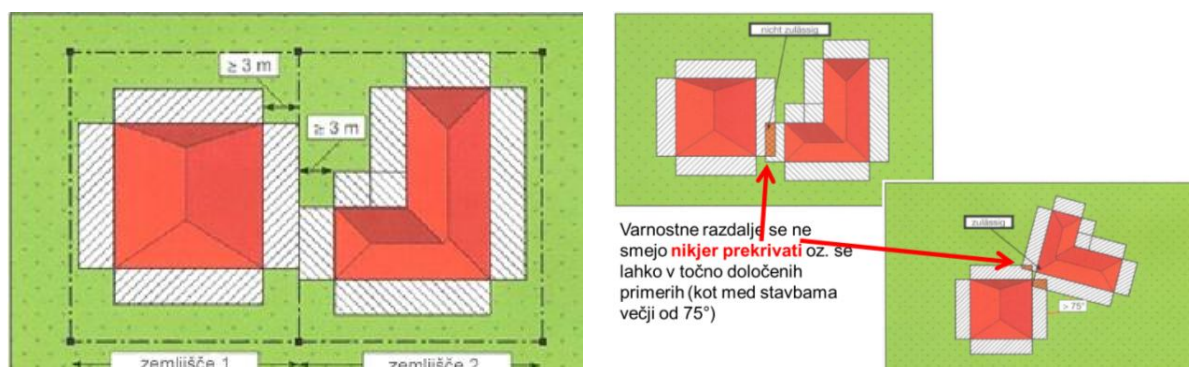 ≥ 3 m
≥ 3 m
zemljišče 1
zemljišče 2
nicht zulässig
Varnostne razdalje se ne
smejo nikjer prekrivati oz. se
lahko v točno določenih
primerih (kot med stavbama
večji od 75°)
zulässig
> 75°